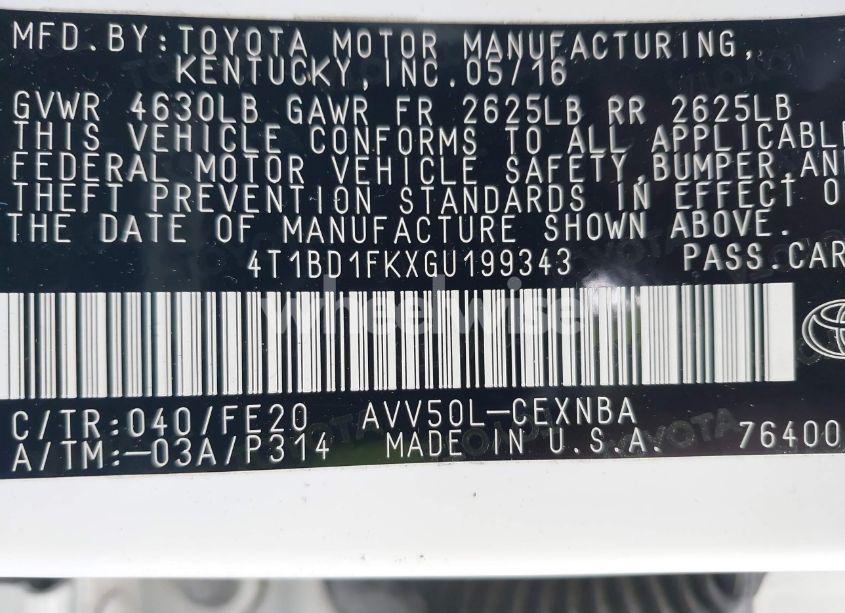 MFD.BY:TOYOTA MOTOR MANUFACTURING,
KENTUCKY,INC.05/16
GVWR 4630LB GAWR FR 2625LB RR 2625LB
THIS VEHICLE CONFORMS TO ALL APPLICABLE
FEDERAL MOTOR VEHICLE SAFETY,BUMPER,AN
THEFT PREVENTION STANDARDS IN EFFECT O
THE DATE OF MANUFACTURE SHOWN ABOVE.
4T1BD1FKXGU199343 PASS.CAR
wheelwise
C/TR:040/FE20 AVV50L-CEXNBA
A/TM:-03A/P314 MADE IN U.S.A. 76400